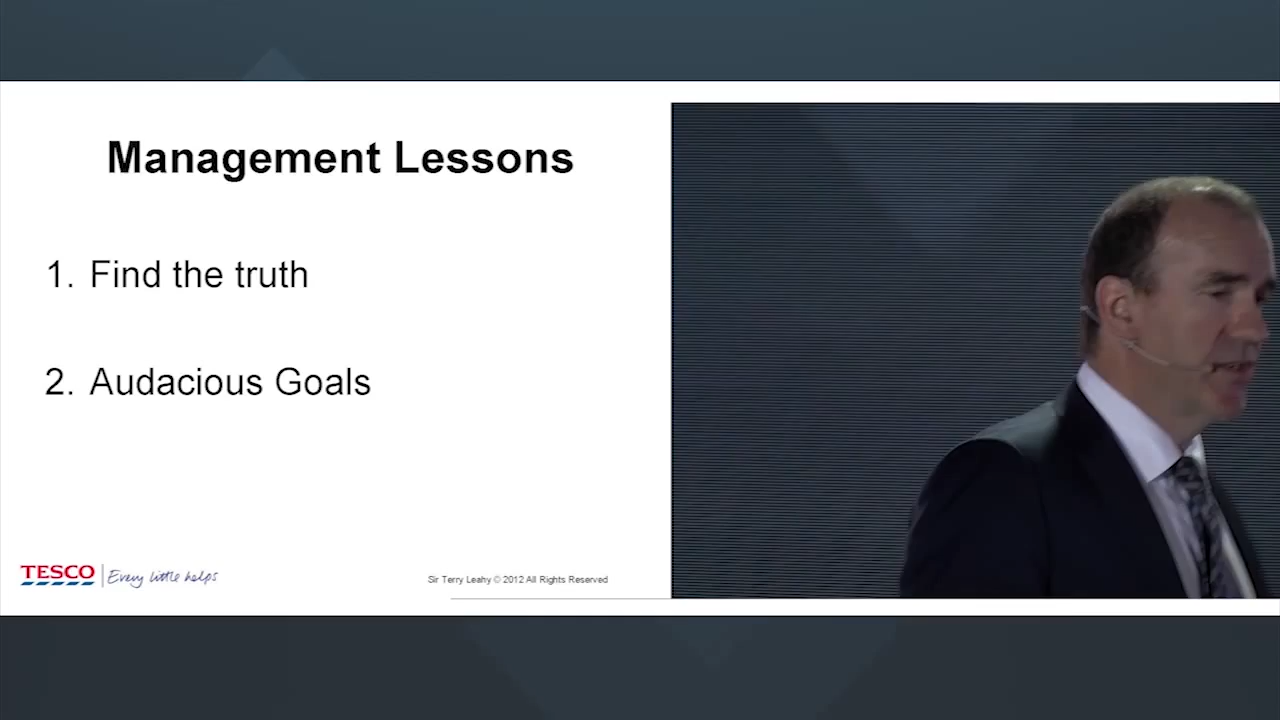 Management Lessons
1. Find the truth
2. Audacious Goals
TESCO | Every little helps
Sir Terry Leahy © 2012 All Rights Reserved